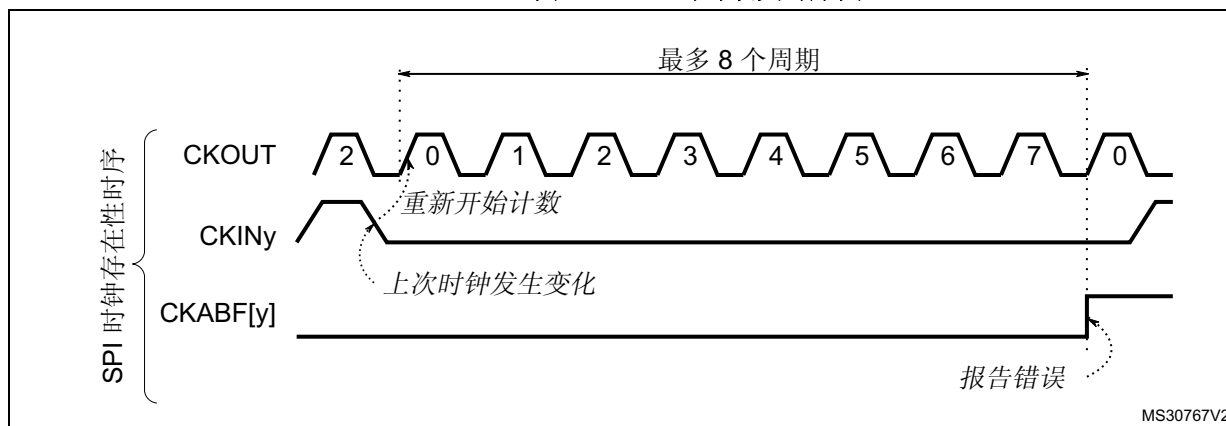 最多 8 个周期
SPI 时钟存在性时序
CKOUT
2 0 1 2 3 4 5 6 7 0
重新开始计数
CKINy
上次时钟发生变化
CKABF[y]
报告错误
MS30767V2